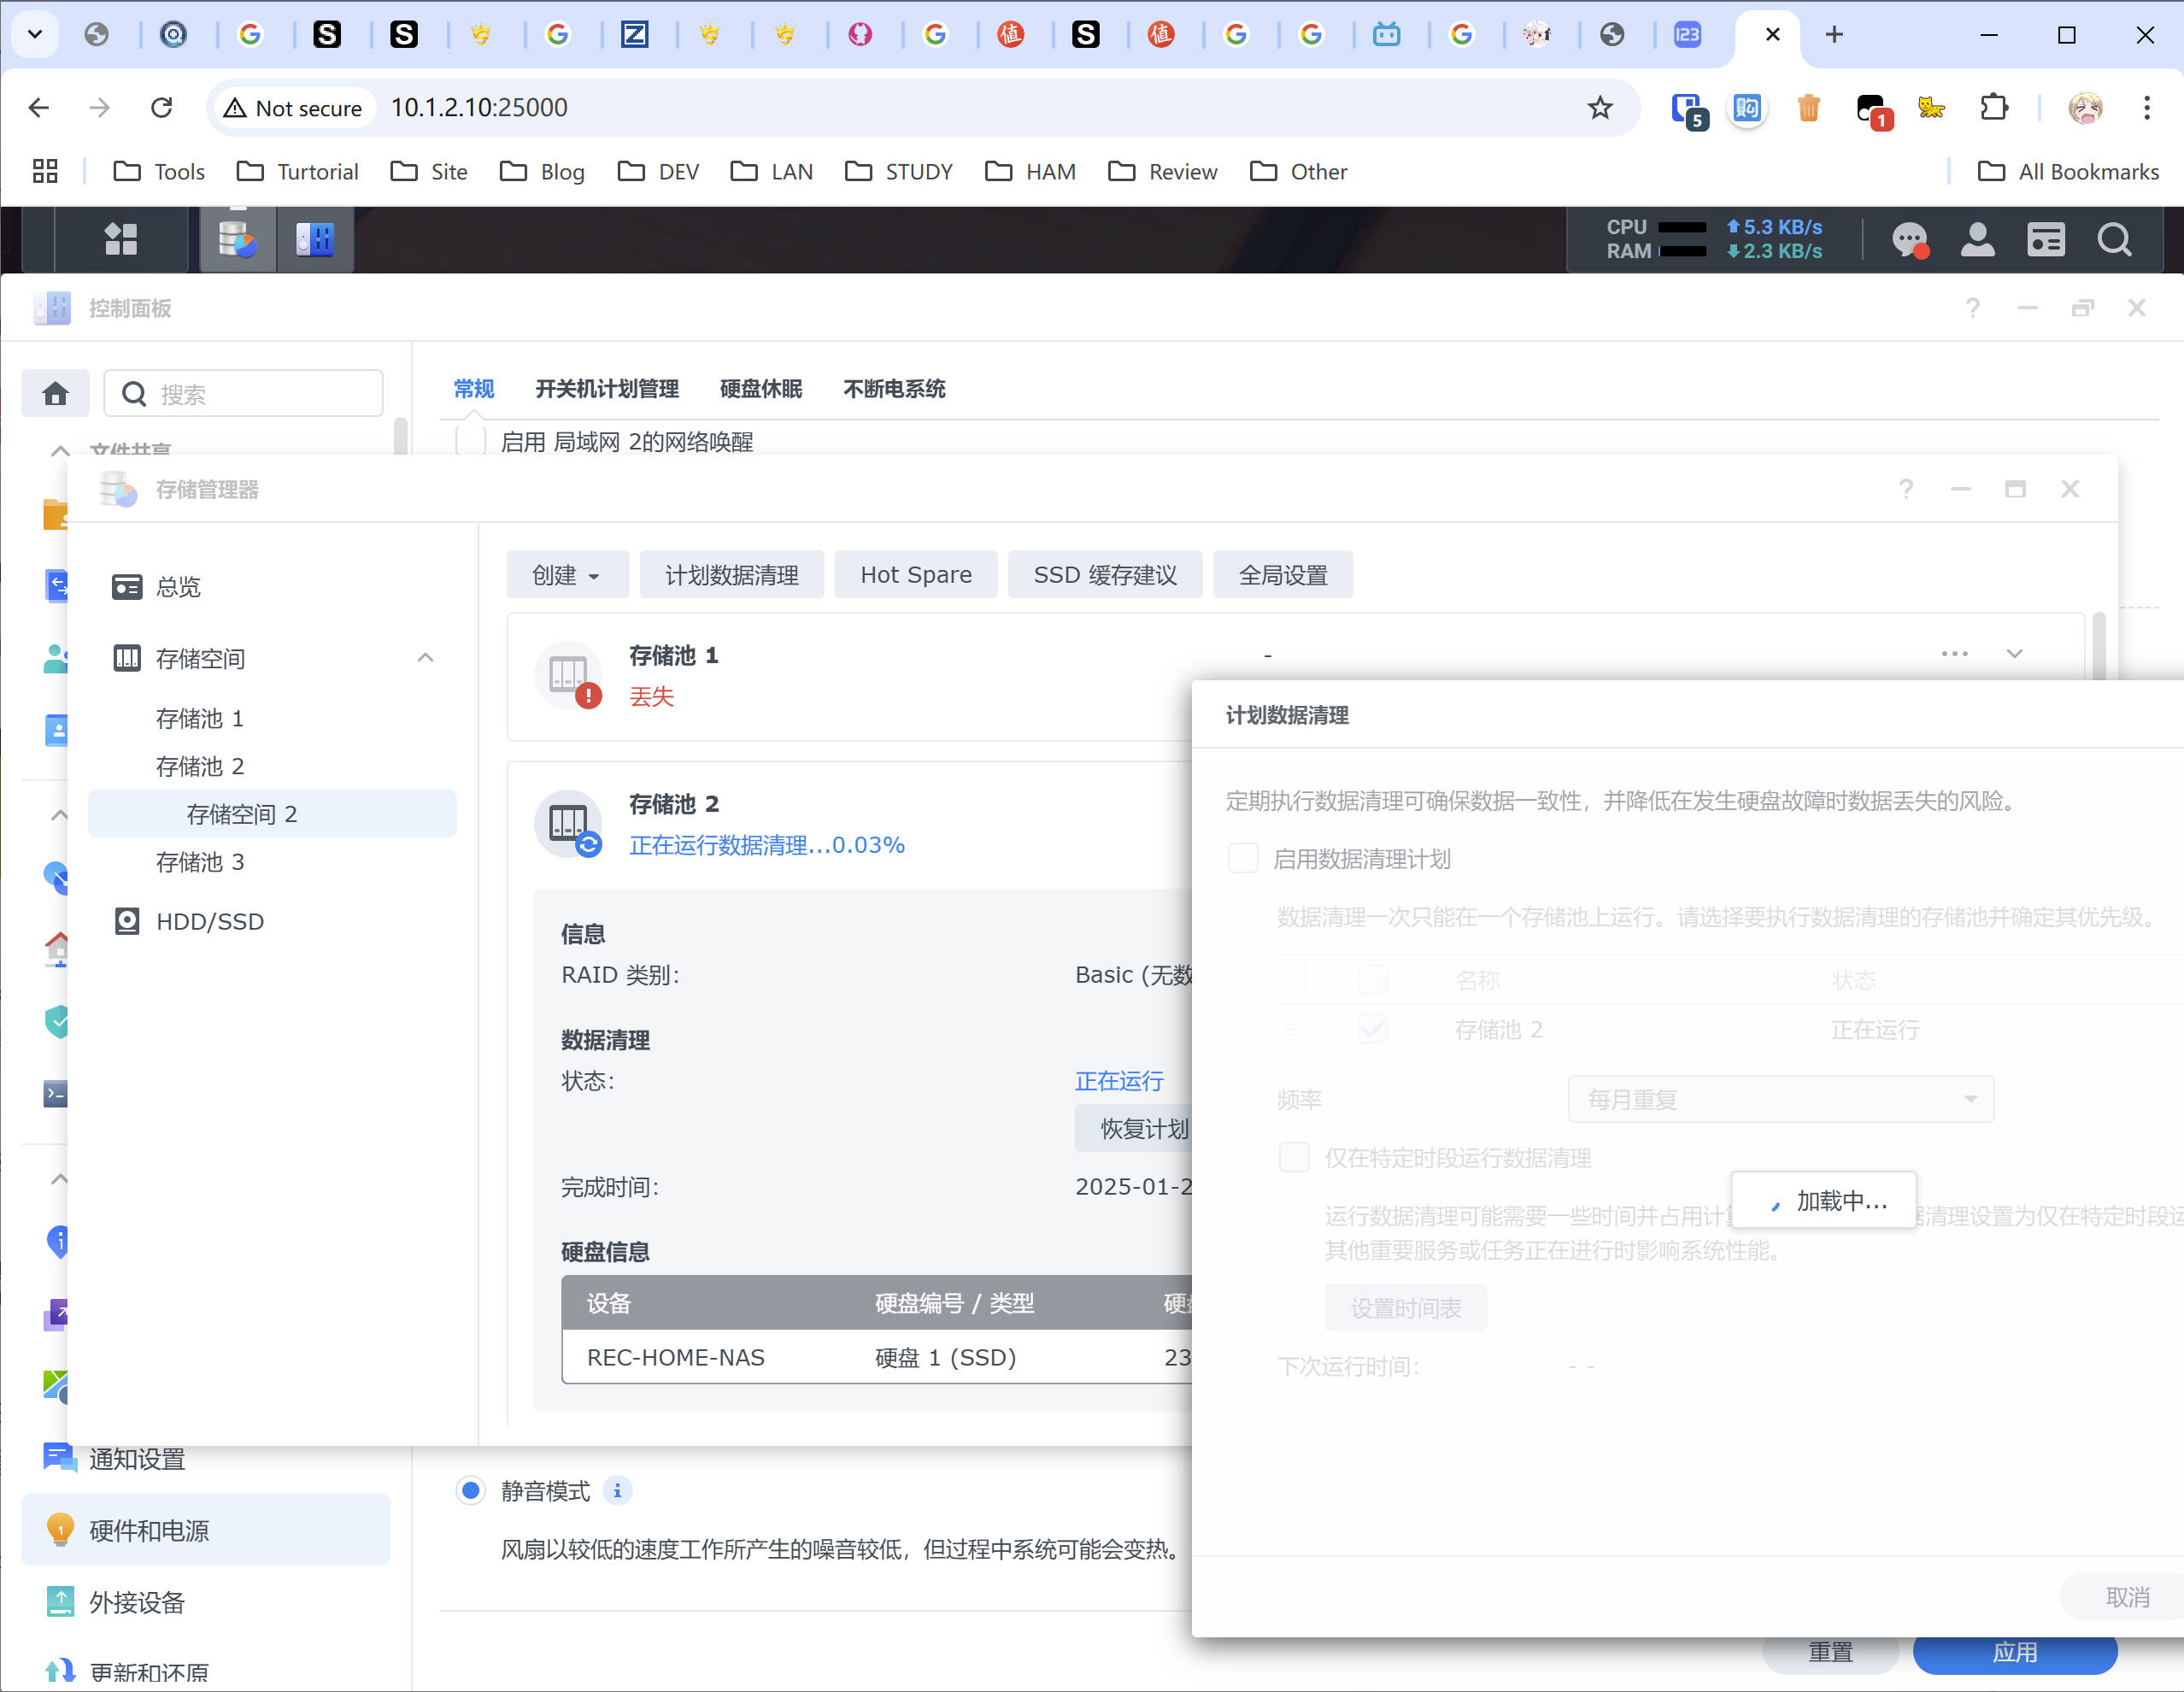 Not secure
10.1.2.10:25000
5
购
1
Tools
Turtorial
Site
Blog
DEV
LAN
STUDY
HAM
Review
Other
All Bookmarks
CPU
5.3 KB/s
RAM
2.3 KB/s
控制面板
搜索
常规
开关机计划管理
硬盘休眠
不断电系统
文件共享
启用 局域网 2的网络唤醒
存储管理器
总览
存储空间
存储池 1
存储池 2
存储空间 2
存储池 3
HDD/SSD
创建
计划数据清理
Hot Spare
SSD 缓存建议
全局设置
存储池 1
-
丢失
存储池 2
正在运行数据清理...0.03%
信息
RAID 类别：
Basic (无数
数据清理
状态：
正在运行
恢复计划
完成时间：
2025-01-2
硬盘信息
设备
硬盘编号 / 类型
REC-HOME-NAS
硬盘 1 (SSD)
23
计划数据清理
定期执行数据清理可确保数据一致性，并降低在发生硬盘故障时数据丢失的风险。
启用数据清理计划
数据清理一次只能在一个存储池上运行。请选择要执行数据清理的存储池并确定其优先级。
名称
状态
存储池 2
正在运行
频率
每月重复
仅在特定时段运行数据清理
加载中...
运行数据清理可能需要一些时间并占用计
清理设置为仅在特定时段运
其他重要服务或任务正在进行时影响系统性能。
设置时间表
下次运行时间：
- -
取消
通知设置
硬件和电源
外接设备
更新和还原
静音模式
风扇以较低的速度工作所产生的噪音较低，但过程中系统可能会变热。
重置
应用